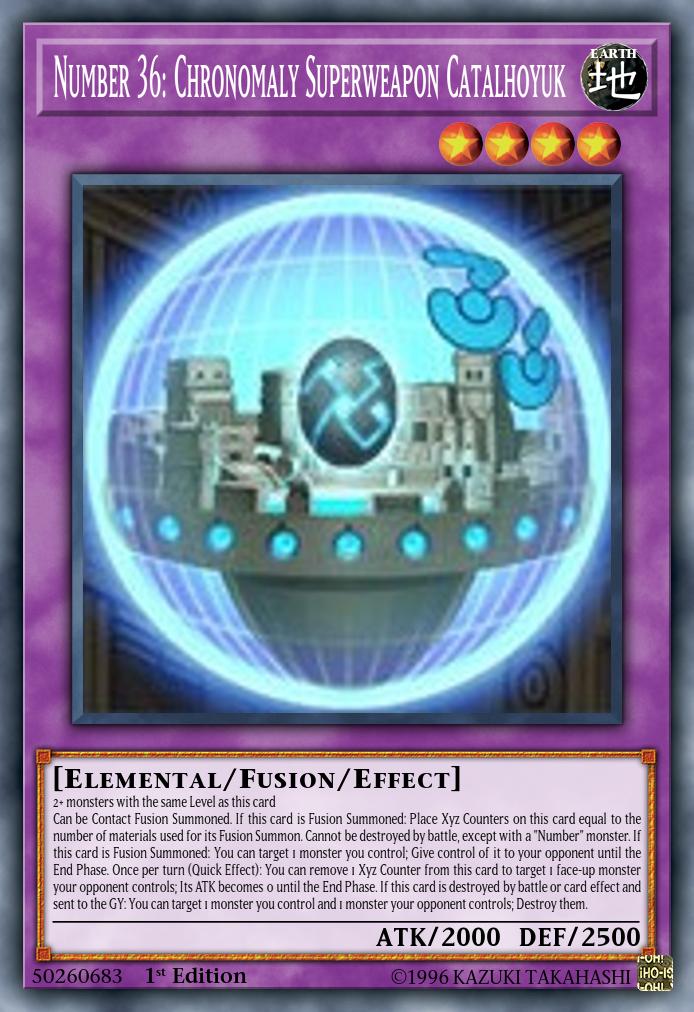 Number 36: Chronomaly Superweapon Catalhoyuk
EARTH
地
[Elemental/Fusion/Effect]
2+ monsters with the same Level as this card
Can be Contact Fusion Summoned. If this card is Fusion Summoned: Place Xyz Counters on this card equal to the
number of materials used for its Fusion Summon. Cannot be destroyed by battle, except with a "Number" monster. If
this card is Fusion Summoned: You can target 1 monster you control; Give control of it to your opponent until the
End Phase. Once per turn (Quick Effect): You can remove 1 Xyz Counter from this card to target 1 face-up monster
your opponent controls; Its ATK becomes 0 until the End Phase. If this card is destroyed by battle or card effect and
sent to the GY: You can target 1 monster you control and 1 monster your opponent controls; Destroy them.
ATK/2000 DEF/2500
50260683 1st Edition ©1996 KAZUKI TAKAHASHI